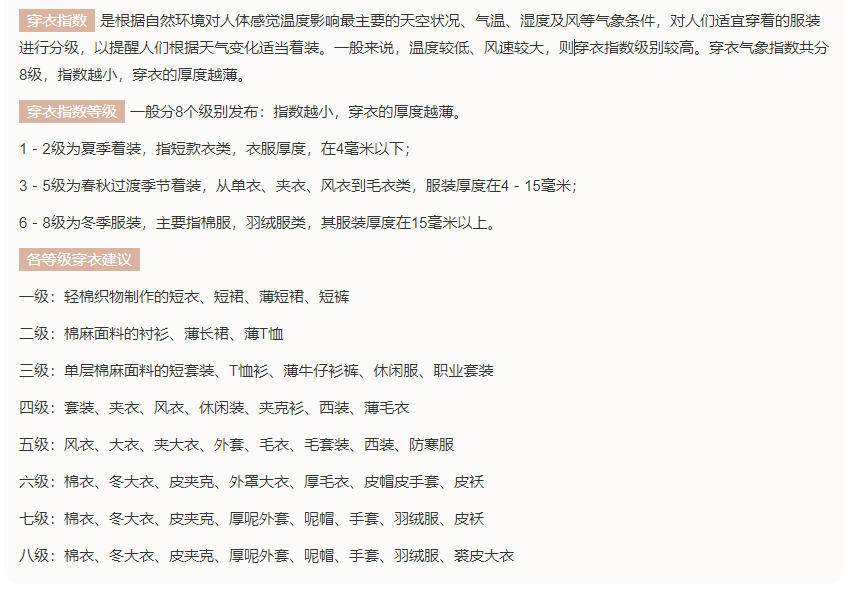 穿衣指数 是根据自然环境对人体感觉温度影响最主要的天空状况、气温、湿度及风等气象条件，对人们适宜穿着的服装
进行分级，以提醒人们根据天气变化适当着装。一般来说，温度较低、风速较大，则穿衣指数级别较高。穿衣气象指数共分
8级，指数越小，穿衣的厚度越薄。
穿衣指数等级 一般分8个级别发布：指数越小，穿衣的厚度越薄。
1－2级为夏季着装，指短款衣类，衣服厚度，在4毫米以下；
3－5级为春秋过渡季节着装，从单衣、夹衣、风衣到毛衣类，服装厚度在4－15毫米；
6－8级为冬季服装，主要指棉服，羽绒服类，其服装厚度在15毫米以上。
各等级穿衣建议
一级：轻棉织物制作的短衣、短裙、薄短裙、短裤
二级：棉麻面料的衬衫、薄长裙、薄T恤
三级：单层棉麻面料的短套装、T恤衫、薄牛仔衫裤、休闲服、职业套装
四级：套装、夹衣、风衣、休闲装、夹克衫、西装、薄毛衣
五级：风衣、大衣、夹大衣、外套、毛衣、毛套装、西装、防寒服
六级：棉衣、冬大衣、皮夹克、外罩大衣、厚毛衣、皮帽皮手套、皮袄
七级：棉衣、冬大衣、皮夹克、厚呢外套、呢帽、手套、羽绒服、皮袄
八级：棉衣、冬大衣、皮夹克、厚呢外套、呢帽、手套、羽绒服、裘皮大衣